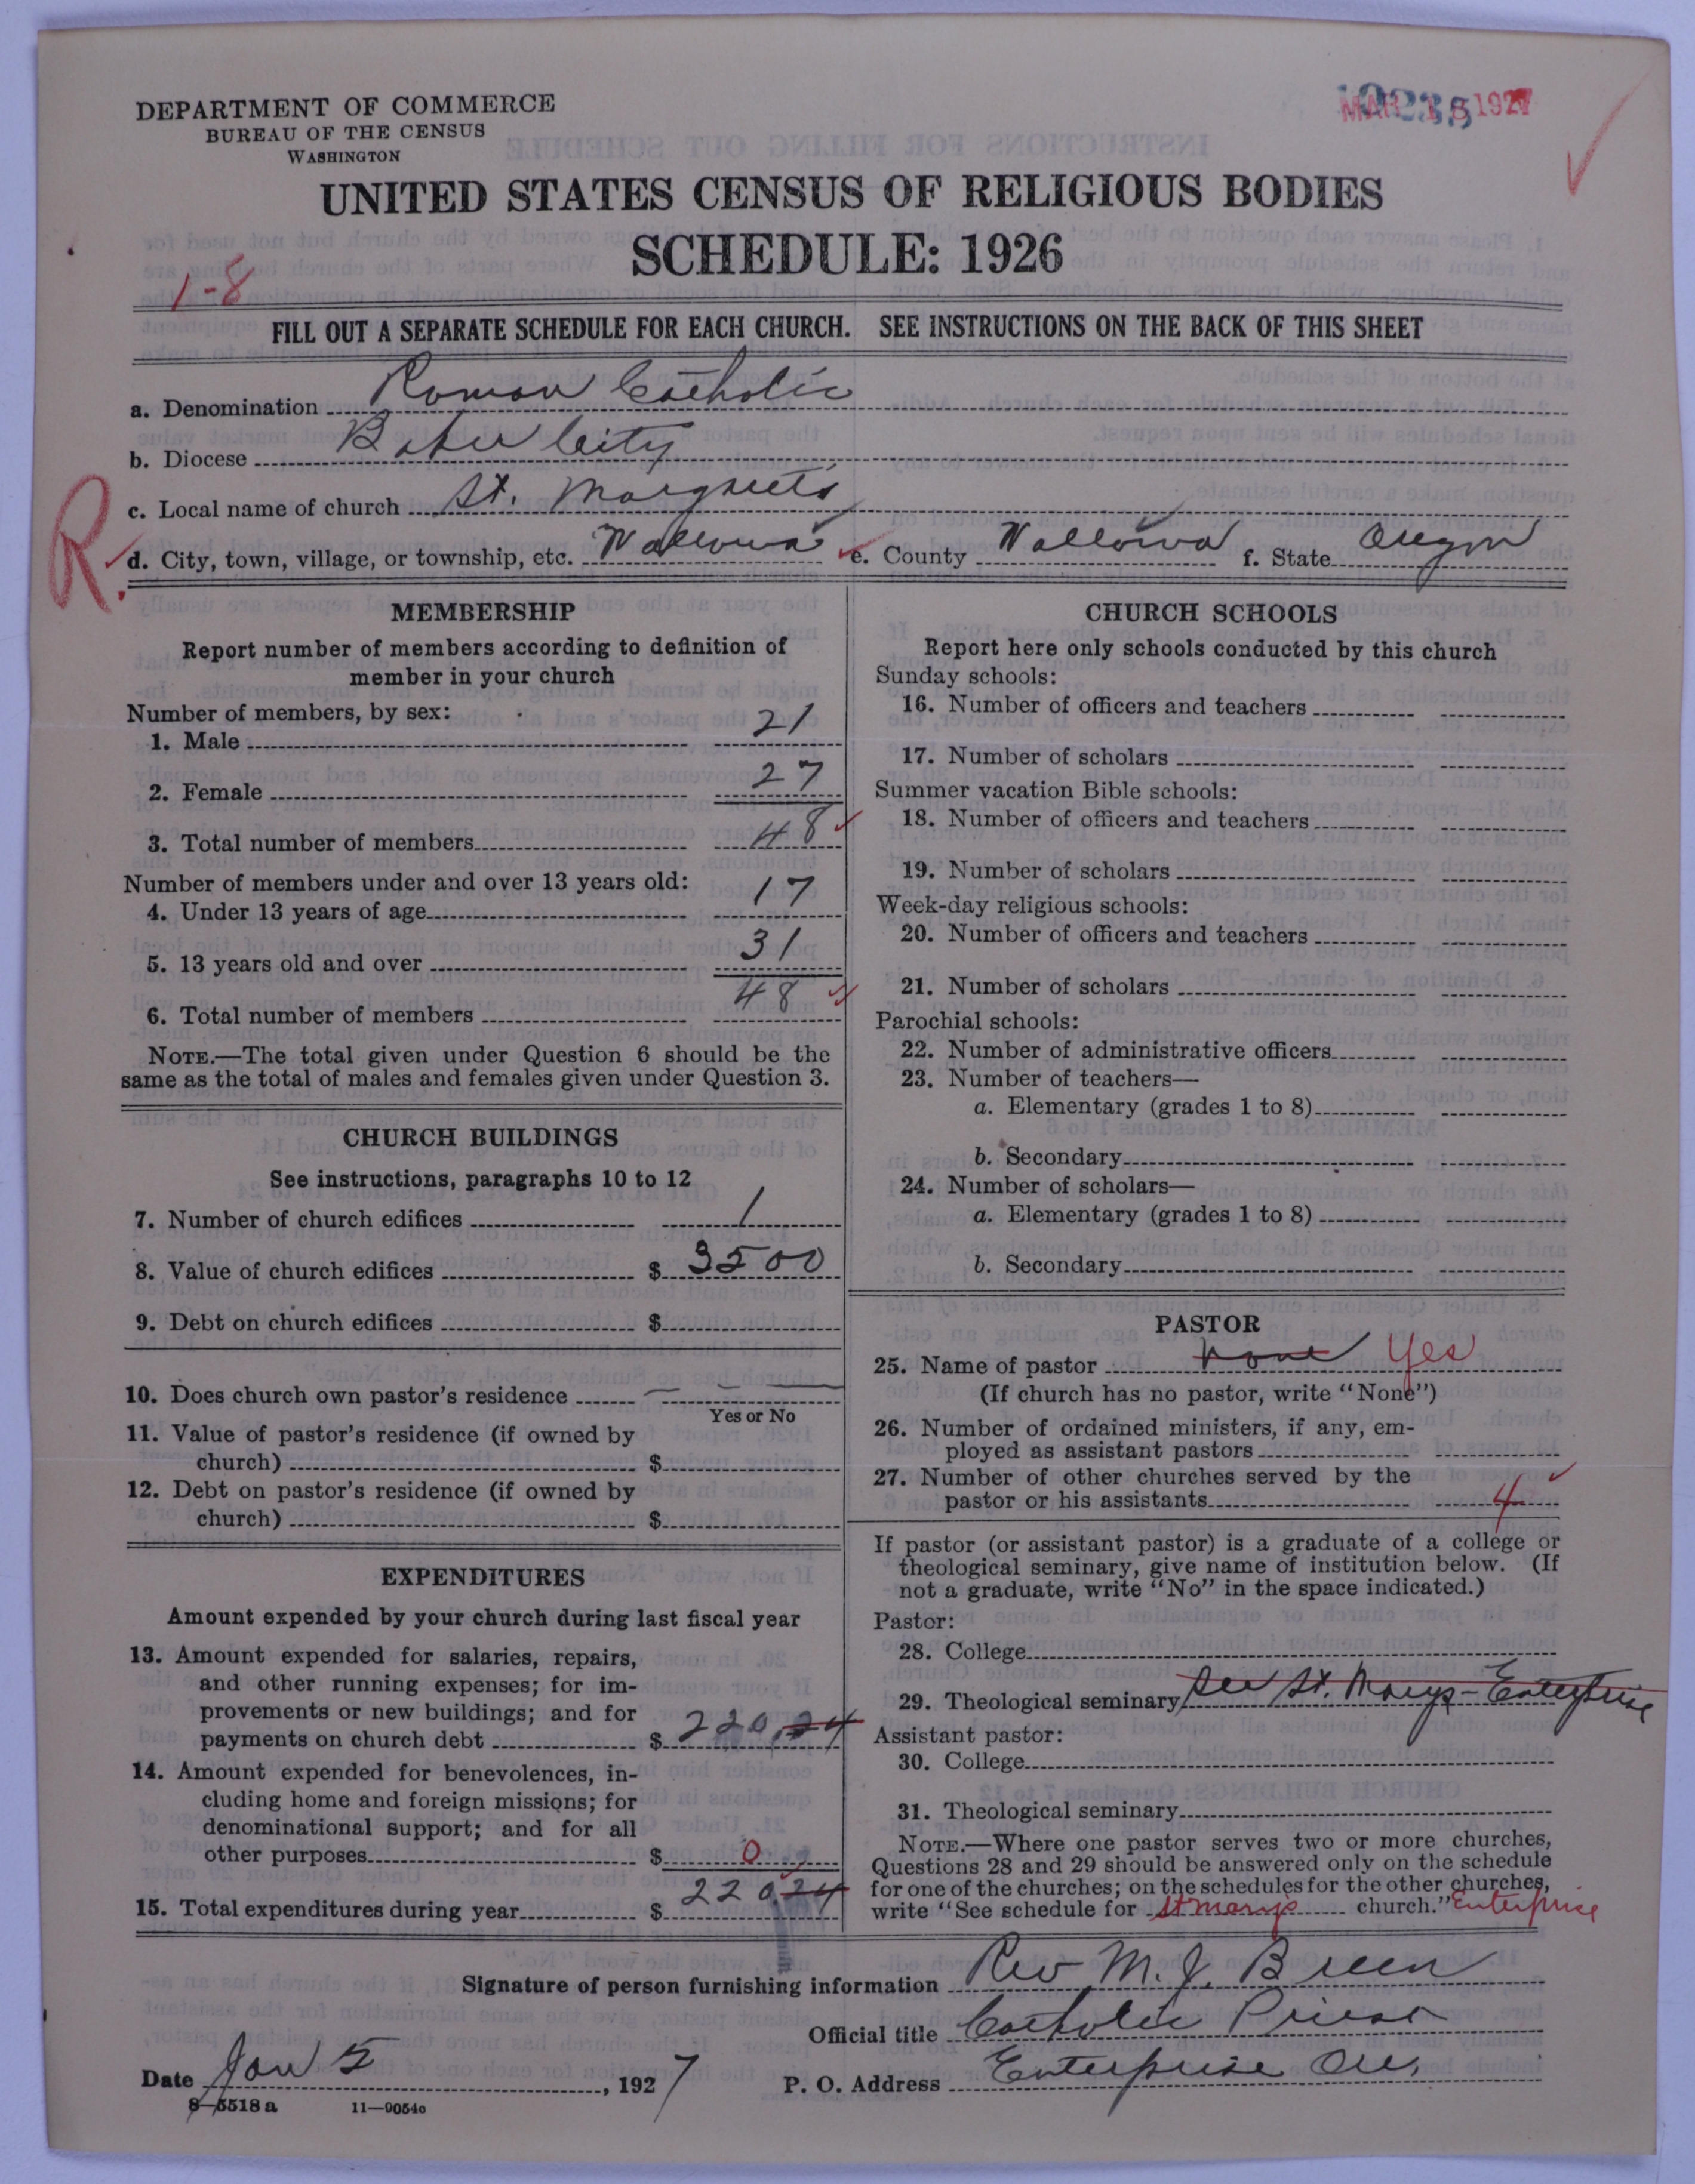 DEPARTMENT OF COMMERCE
BUREAU OF THE CENSUS
WASHINGTON
1927
UNITED STATES CENSUS OF RELIGIOUS BODIES
SCHEDULE: 1926
1-8
FILL OUT A SEPARATE SCHEDULE FOR EACH CHURCH. SEE INSTRUCTIONS ON THE BACK OF THIS SHEET
a. Denomination Roman Catholic
b. Diocese Baker City
c. Local name of church St. Margrets
R.
d. City, town, village, or township, etc. Wallowa e. County Wallowa f. State Oregon
MEMBERSHIP
Report number of members according to definition of
member in your church
Number of members, by sex:
1. Male 21
2. Female 27
3. Total number of members 48
Number of members under and over 13 years old:
4. Under 13 years of age 17
5. 13 years old and over 31
6. Total number of members 48
NOTE.—The total given under Question 6 should be the
same as the total of males and females given under Question 3.
CHURCH BUILDINGS
See instructions, paragraphs 10 to 12
7. Number of church edifices 1
8. Value of church edifices $ 3500
9. Debt on church edifices $
10. Does church own pastor's residence — — —
Yes or No
11. Value of pastor's residence (if owned by
church) $
12. Debt on pastor's residence (if owned by
church) $
EXPENDITURES
Amount expended by your church during last fiscal year
13. Amount expended for salaries, repairs,
and other running expenses; for im-
provements or new buildings; and for
payments on church debt $ 220.24
14. Amount expended for benevolences, in-
cluding home and foreign missions; for
denominational support; and for all
other purposes $ 0
15. Total expenditures during year $ 220.24
CHURCH SCHOOLS
Report here only schools conducted by this church
Sunday schools:
16. Number of officers and teachers
17. Number of scholars
Summer vacation Bible schools:
18. Number of officers and teachers
19. Number of scholars
Week-day religious schools:
20. Number of officers and teachers
21. Number of scholars
Parochial schools:
22. Number of administrative officers
23. Number of teachers—
a. Elementary (grades 1 to 8)
b. Secondary
24. Number of scholars—
a. Elementary (grades 1 to 8)
b. Secondary
PASTOR
25. Name of pastor none Yes
(If church has no pastor, write "None")
26. Number of ordained ministers, if any, em-
ployed as assistant pastors
27. Number of other churches served by the
pastor or his assistants 4
If pastor (or assistant pastor) is a graduate of a college or
theological seminary, give name of institution below. (If
not a graduate, write "No" in the space indicated.)
Pastor:
28. College
29. Theological seminary See St. Marys - Enterprise
Assistant pastor:
30. College
31. Theological seminary
NOTE.—Where one pastor serves two or more churches,
Questions 28 and 29 should be answered only on the schedule
for one of the churches; on the schedules for the other churches,
write "See schedule for St Mary's church." Enterprise
Signature of person furnishing information Rev M. J. Breen
Official title Catholic Priest
Date Jan 5, 1927 P. O. Address Enterprise Ore.
8—5518 a 11—9054c